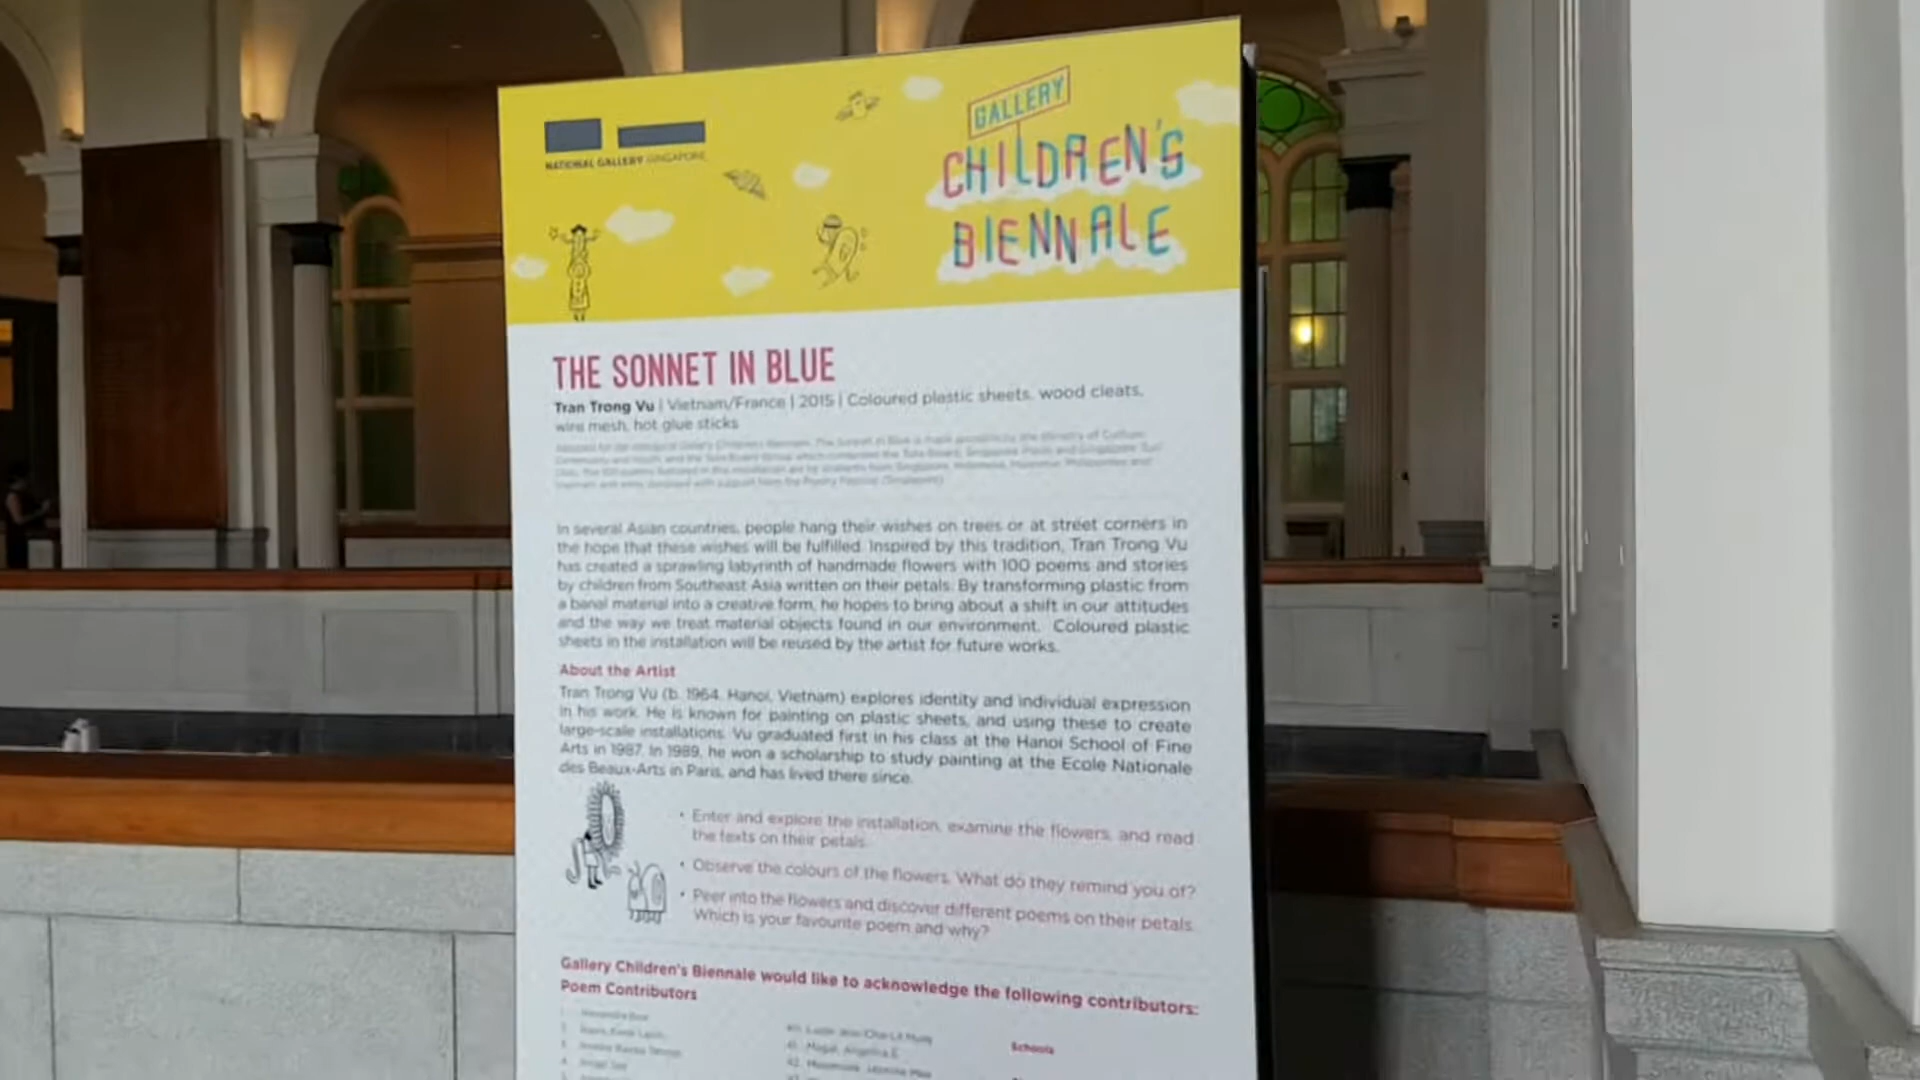 NATIONAL GALLERY SINGAPORE
GALLERY
CHILDREN'S
BIENNALE
THE SONNET IN BLUE
Tran Trong Vu | Vietnam/France | 2015 | Coloured plastic sheets, wood cleats,
wire mesh, hot glue sticks
In several Asian countries, people hang their wishes on trees or at street corners in
the hope that these wishes will be fulfilled. Inspired by this tradition, Tran Trong Vu
has created a sprawling labyrinth of handmade flowers with 100 poems and stories
by children from Southeast Asia written on their petals. By transforming plastic from
a banal material into a creative form, he hopes to bring about a shift in our attitudes
and the way we treat material objects found in our environment. Coloured plastic
sheets in the installation will be reused by the artist for future works.
About the Artist
Tran Trong Vu (b. 1964, Hanoi, Vietnam) explores identity and individual expression
in his work. He is known for painting on plastic sheets, and using these to create
large-scale installations. Vu graduated first in his class at the Hanoi School of Fine
Arts in 1987. In 1989, he won a scholarship to study painting at the Ecole Nationale
des Beaux-Arts in Paris, and has lived there since.
• Enter and explore the installation, examine the flowers, and read
the texts on their petals.
• Observe the colours of the flowers. What do they remind you of?
• Peer into the flowers and discover different poems on their petals.
Which is your favourite poem and why?
Gallery Children's Biennale would like to acknowledge the following contributors:
Poem Contributors
Schools